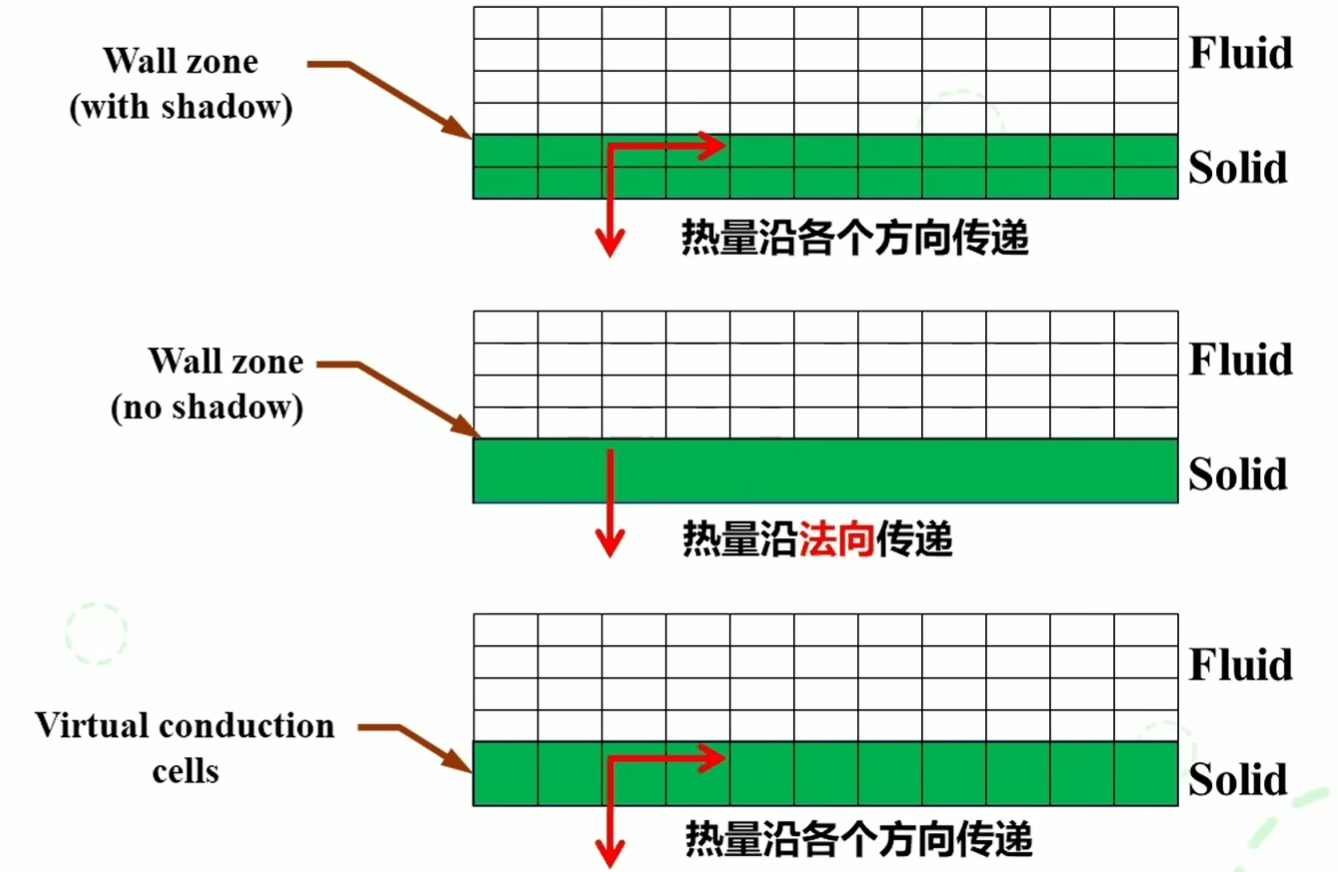 Wall zone
(with shadow)
Fluid
Solid
热量沿各个方向传递
Wall zone
(no shadow)
Fluid
Solid
热量沿法向传递
Virtual conduction
cells
Fluid
Solid
热量沿各个方向传递